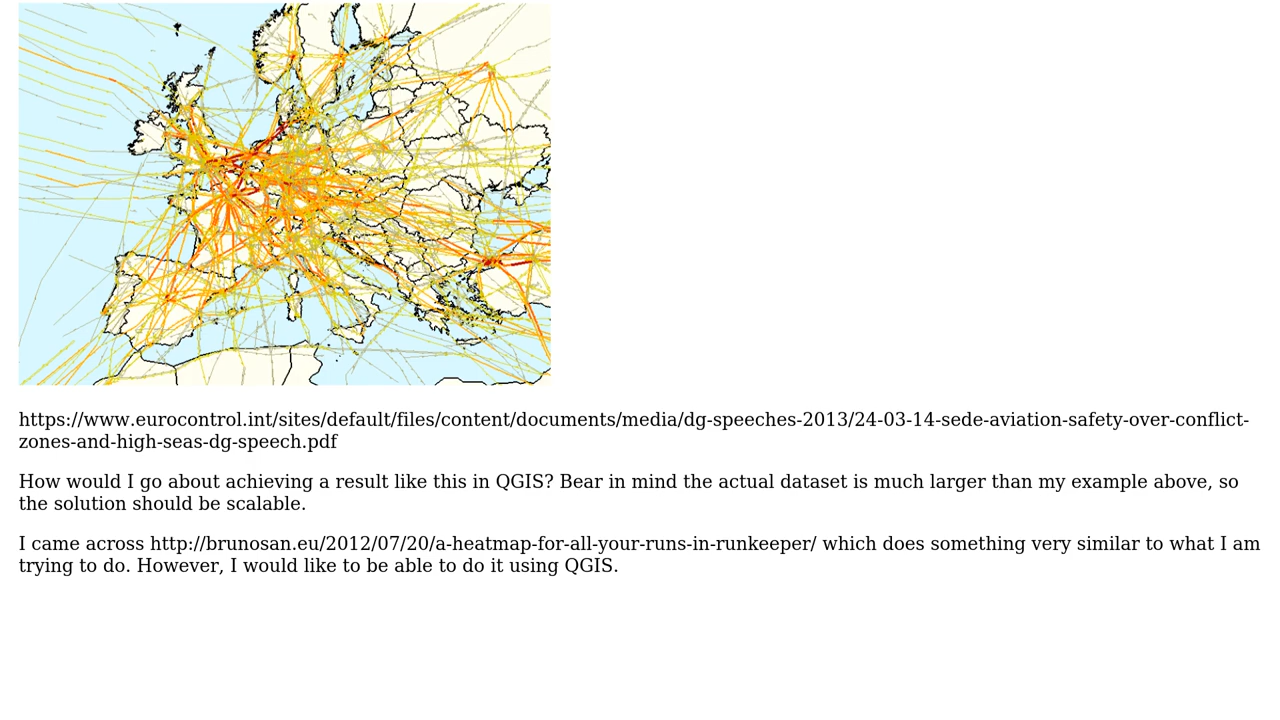 https://www.eurocontrol.int/sites/default/files/content/documents/media/dg-speeches-2013/24-03-14-sede-aviation-safety-over-conflict-
zones-and-high-seas-dg-speech.pdf
How would I go about achieving a result like this in QGIS? Bear in mind the actual dataset is much larger than my example above, so
the solution should be scalable.
I came across http://brunosan.eu/2012/07/20/a-heatmap-for-all-your-runs-in-runkeeper/ which does something very similar to what I am
trying to do. However, I would like to be able to do it using QGIS.